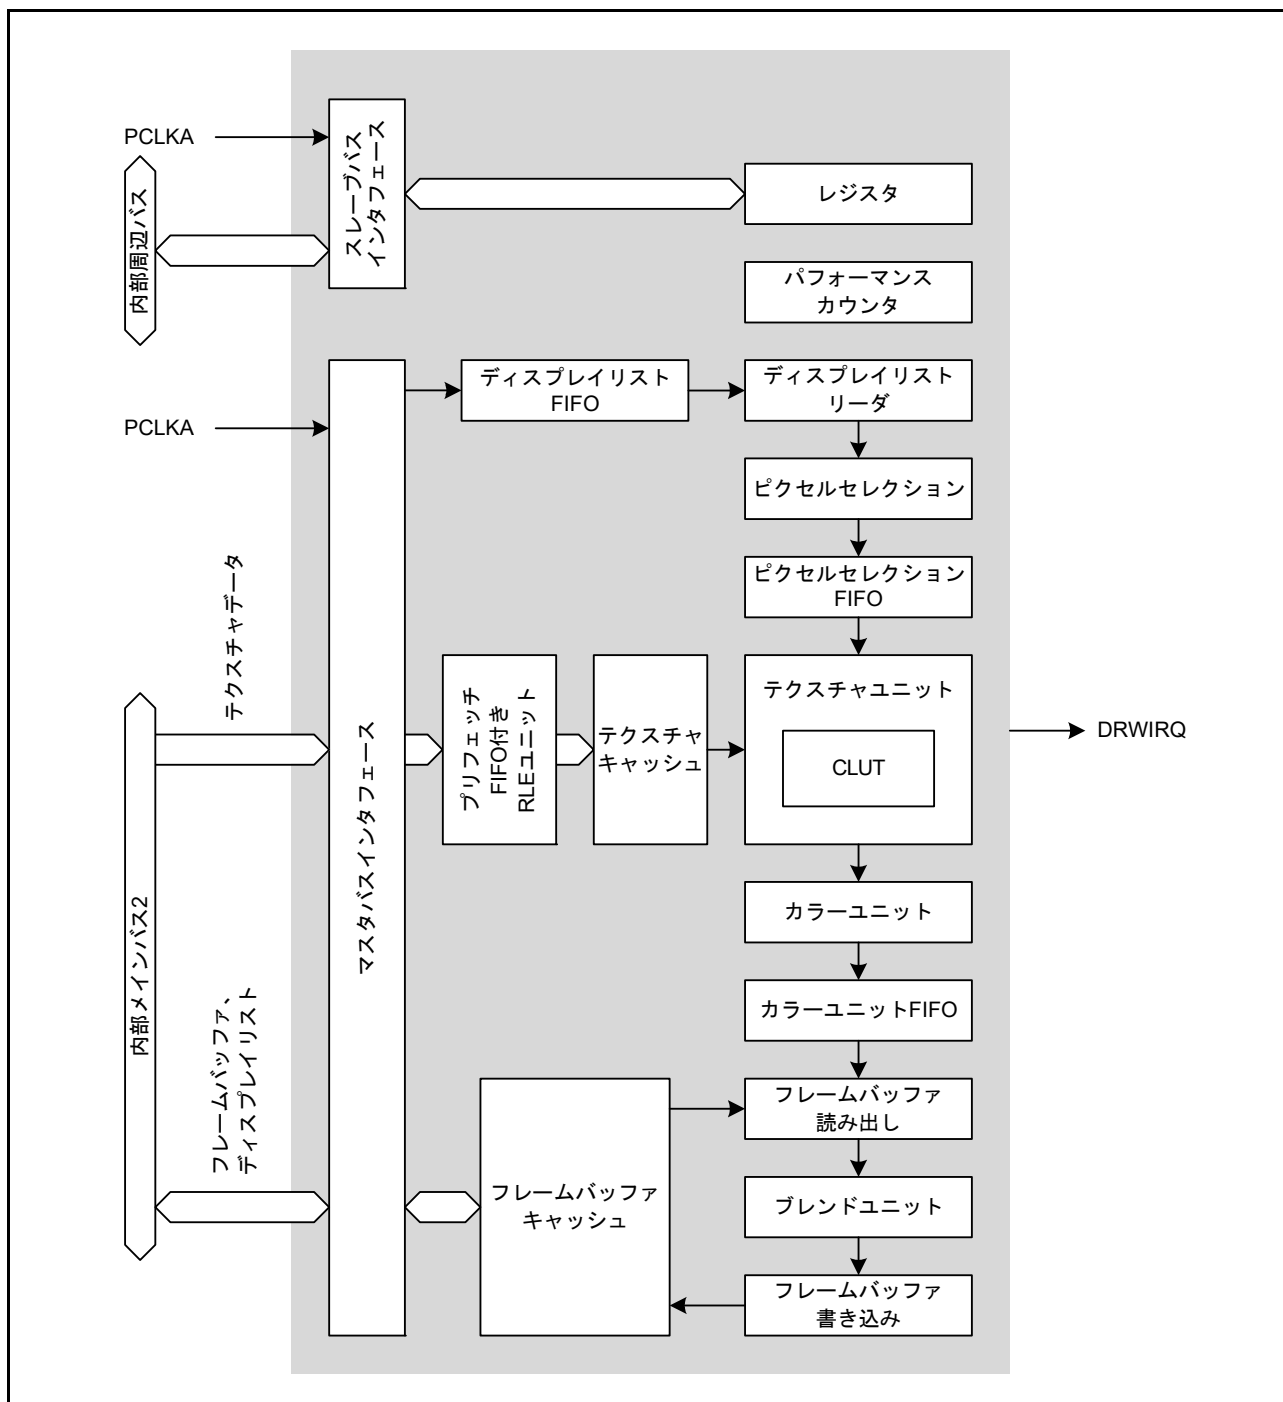 PCLKA
内部周辺バス
スレーブバス
インタフェース
レジスタ
パフォーマンス
カウンタ
PCLKA
マスタバスインタフェース
ディスプレイリスト
FIFO
ディスプレイリスト
リーダ
ピクセルセレクション
ピクセルセレクション
FIFO
テクスチャデータ
プリフェッチ
FIFO付き
RLEユニット
テクスチャ
キャッシュ
テクスチャユニット
CLUT
DRWIRQ
内部メインバス2
カラーユニット
カラーユニットFIFO
フレームバッファ、
ディスプレイリスト
フレームバッファ
キャッシュ
フレームバッファ
読み出し
ブレンドユニット
フレームバッファ
書き込み